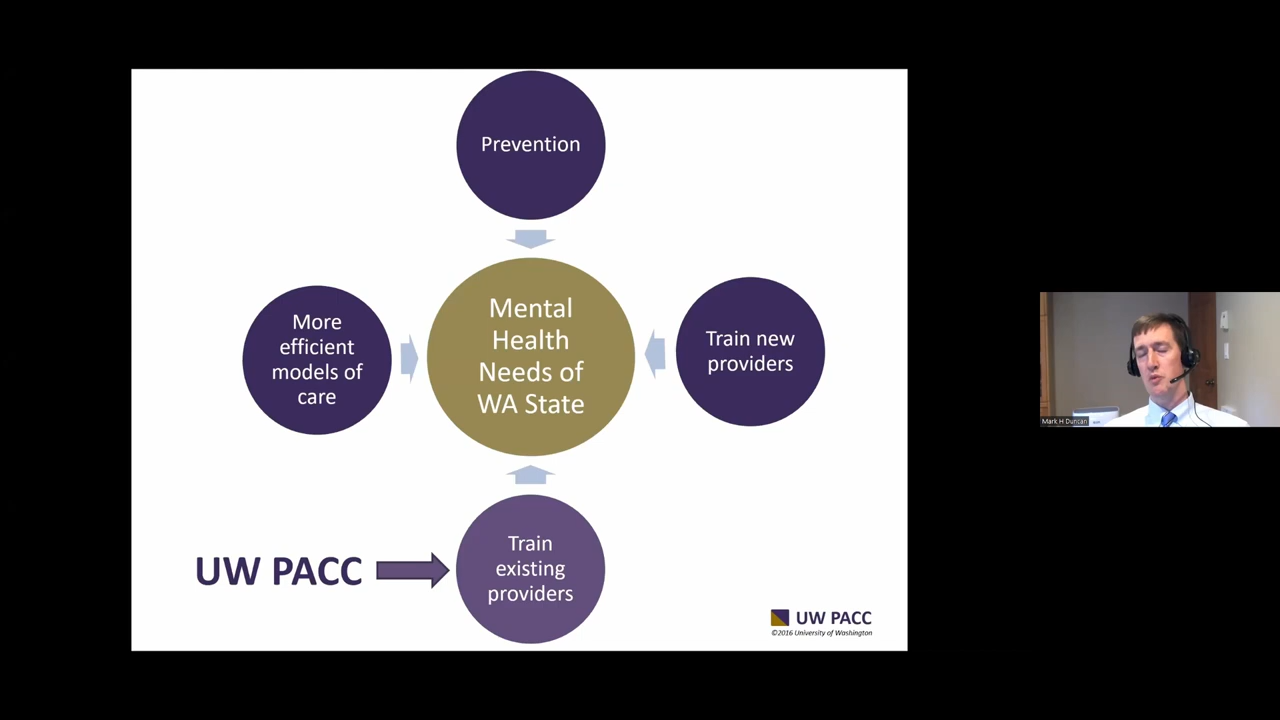 Prevention
More
efficient
models of
care
Mental
Health
Needs of
WA State
Train new
providers
UW PACC
Train
existing
providers
UW PACC
©2016 University of Washington
Mark H Duncan